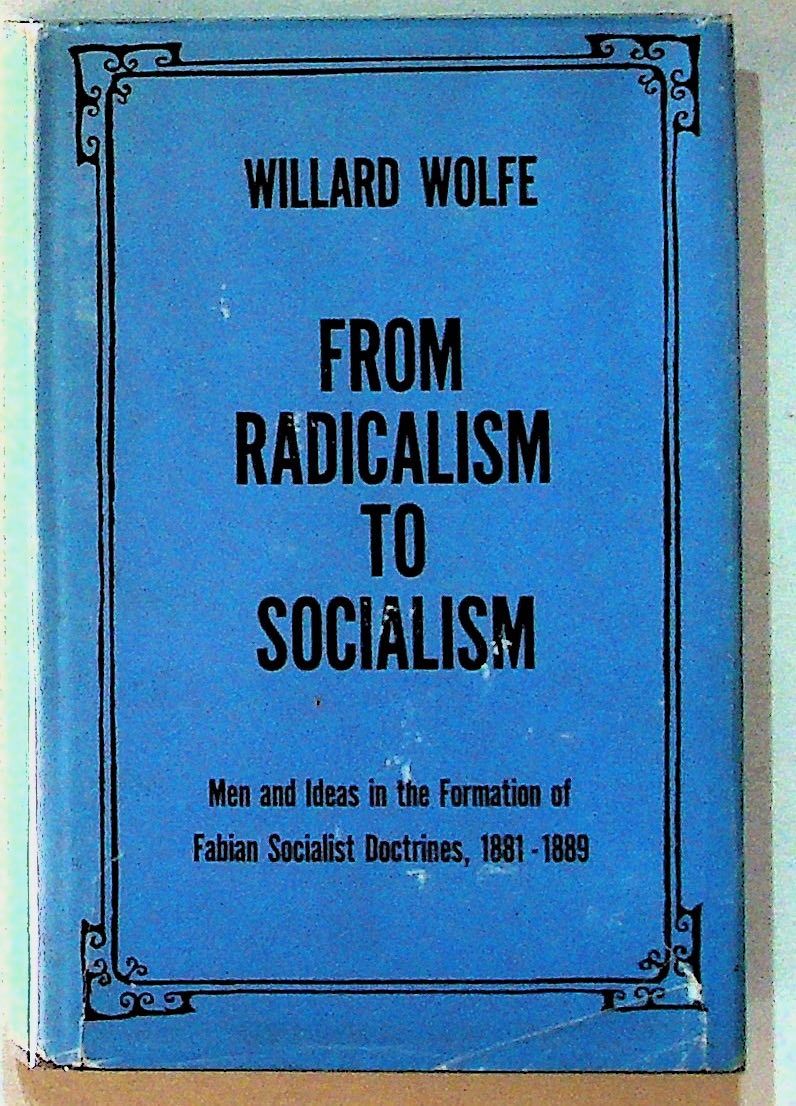 WILLARD WOLFE
FROM
RADICALISM
TO
SOCIALISM
Men and Ideas in the Formation of
Fabian Socialist Doctrines, 1881-1889